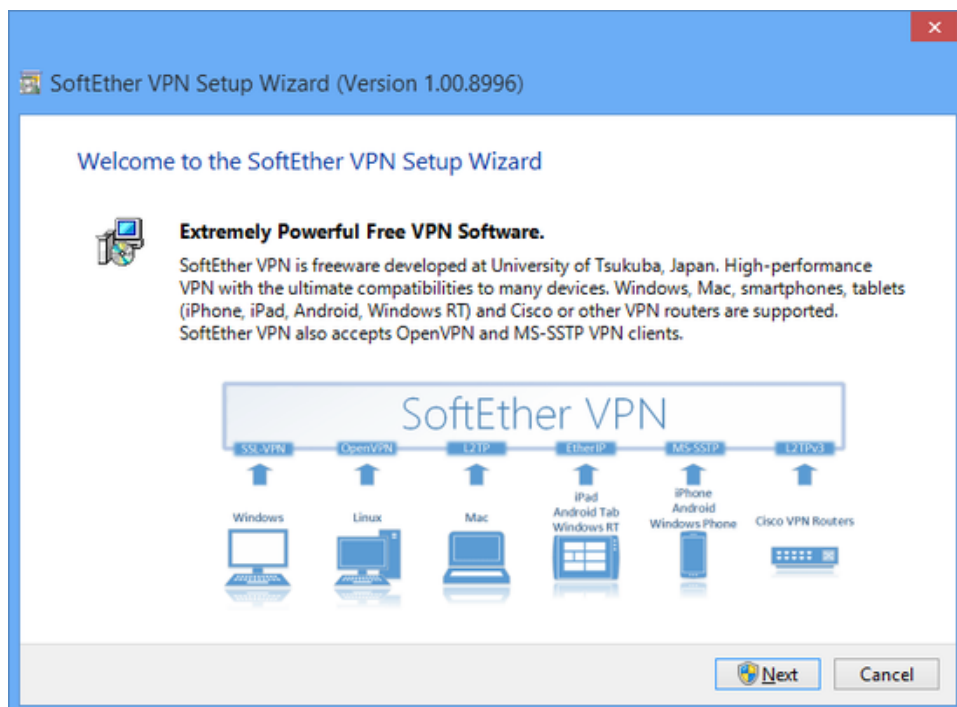 SoftEther VPN Setup Wizard (Version 1.00.8996)
Welcome to the SoftEther VPN Setup Wizard
Extremely Powerful Free VPN Software.
SoftEther VPN is freeware developed at University of Tsukuba, Japan. High-performance
VPN with the ultimate compatibilities to many devices. Windows, Mac, smartphones, tablets
(iPhone, iPad, Android, Windows RT) and Cisco or other VPN routers are supported.
SoftEther VPN also accepts OpenVPN and MS-SSTP VPN clients.
SoftEther VPN
SSL-VPN OpenVPN L2TP EtherIP MS-SSTP L2TPv3
Windows
Linux
Mac
iPad
Android Tab
Windows RT
iPhone
Android
Windows Phone
Cisco VPN Routers
Next Cancel